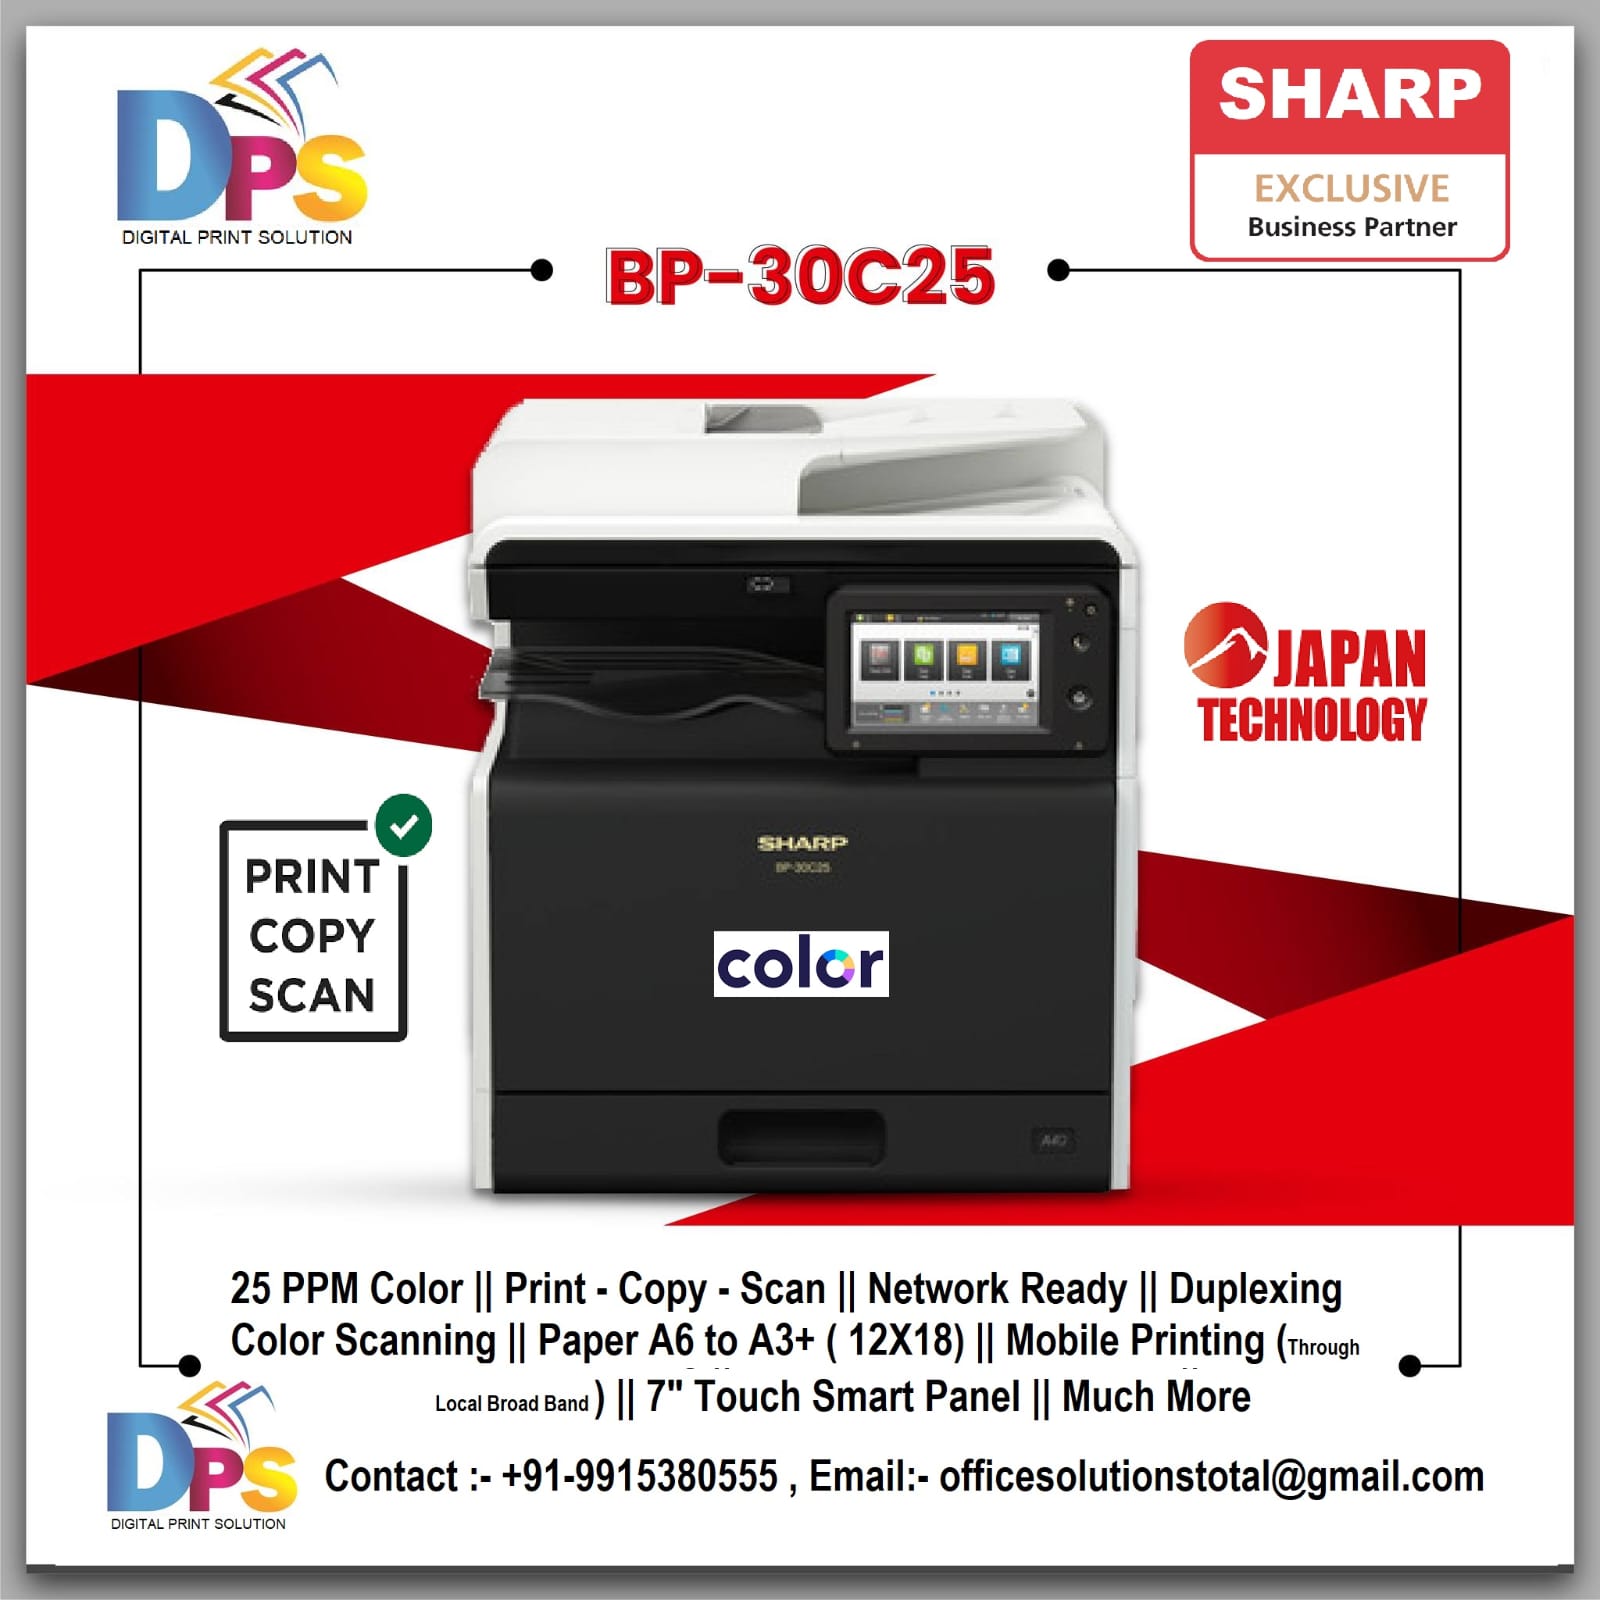 DPS
DIGITAL PRINT SOLUTION
SHARP
EXCLUSIVE
Business Partner
BP-30C25
JAPAN
TECHNOLOGY
PRINT
COPY
SCAN
SHARP
BP-30C25
color
25 PPM Color || Print - Copy - Scan || Network Ready || Duplexing
Color Scanning || Paper A6 to A3+ ( 12X18) || Mobile Printing (Through
Local Broad Band ) || 7" Touch Smart Panel || Much More
DPS
DIGITAL PRINT SOLUTION
Contact :- +91-9915380555 , Email:- officesolutionstotal@gmail.com